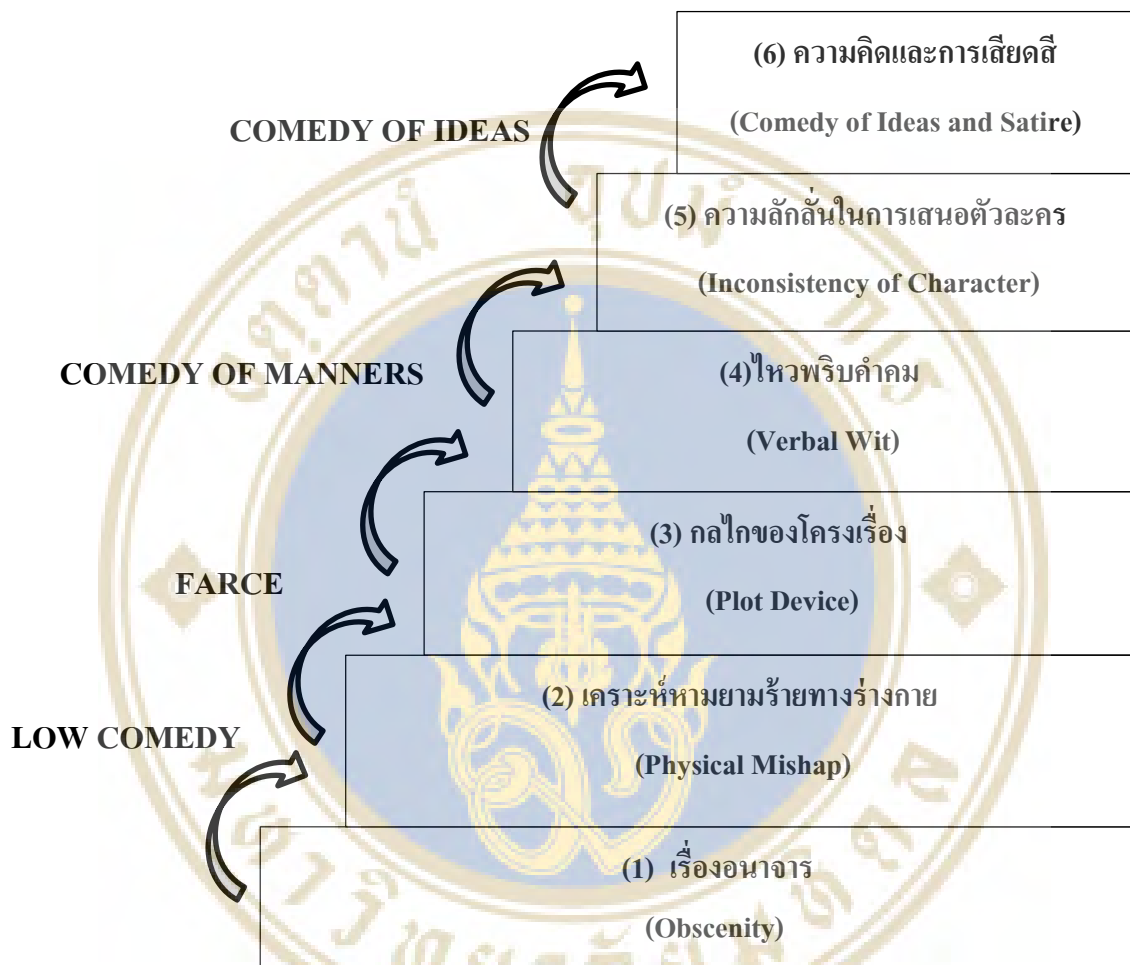 (6) ความคิดและการเสียดสี
COMEDY OF IDEAS
(Comedy of Ideas and Satire)
(5) ความลักลั่นในการเสนอตัวละคร
(Inconsistency of Character)
COMEDY OF MANNERS
(4)ไหวพริบคำคม
(Verbal Wit)
(3) กลไกของโครงเรื่อง
FARCE
(Plot Device)
(2) เคราะห์หามยามร้ายทางร่างกาย
LOW COMEDY
(Physical Mishap)
(1) เรื่องอนาจาร
(Obscenity)